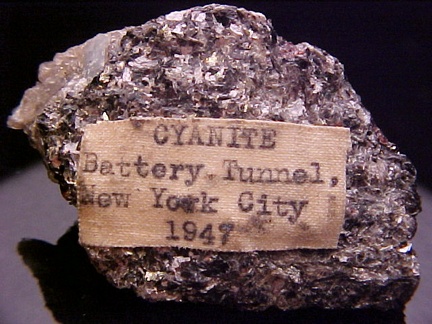 CYANITE
Battery Tunnel,
New York City
1947